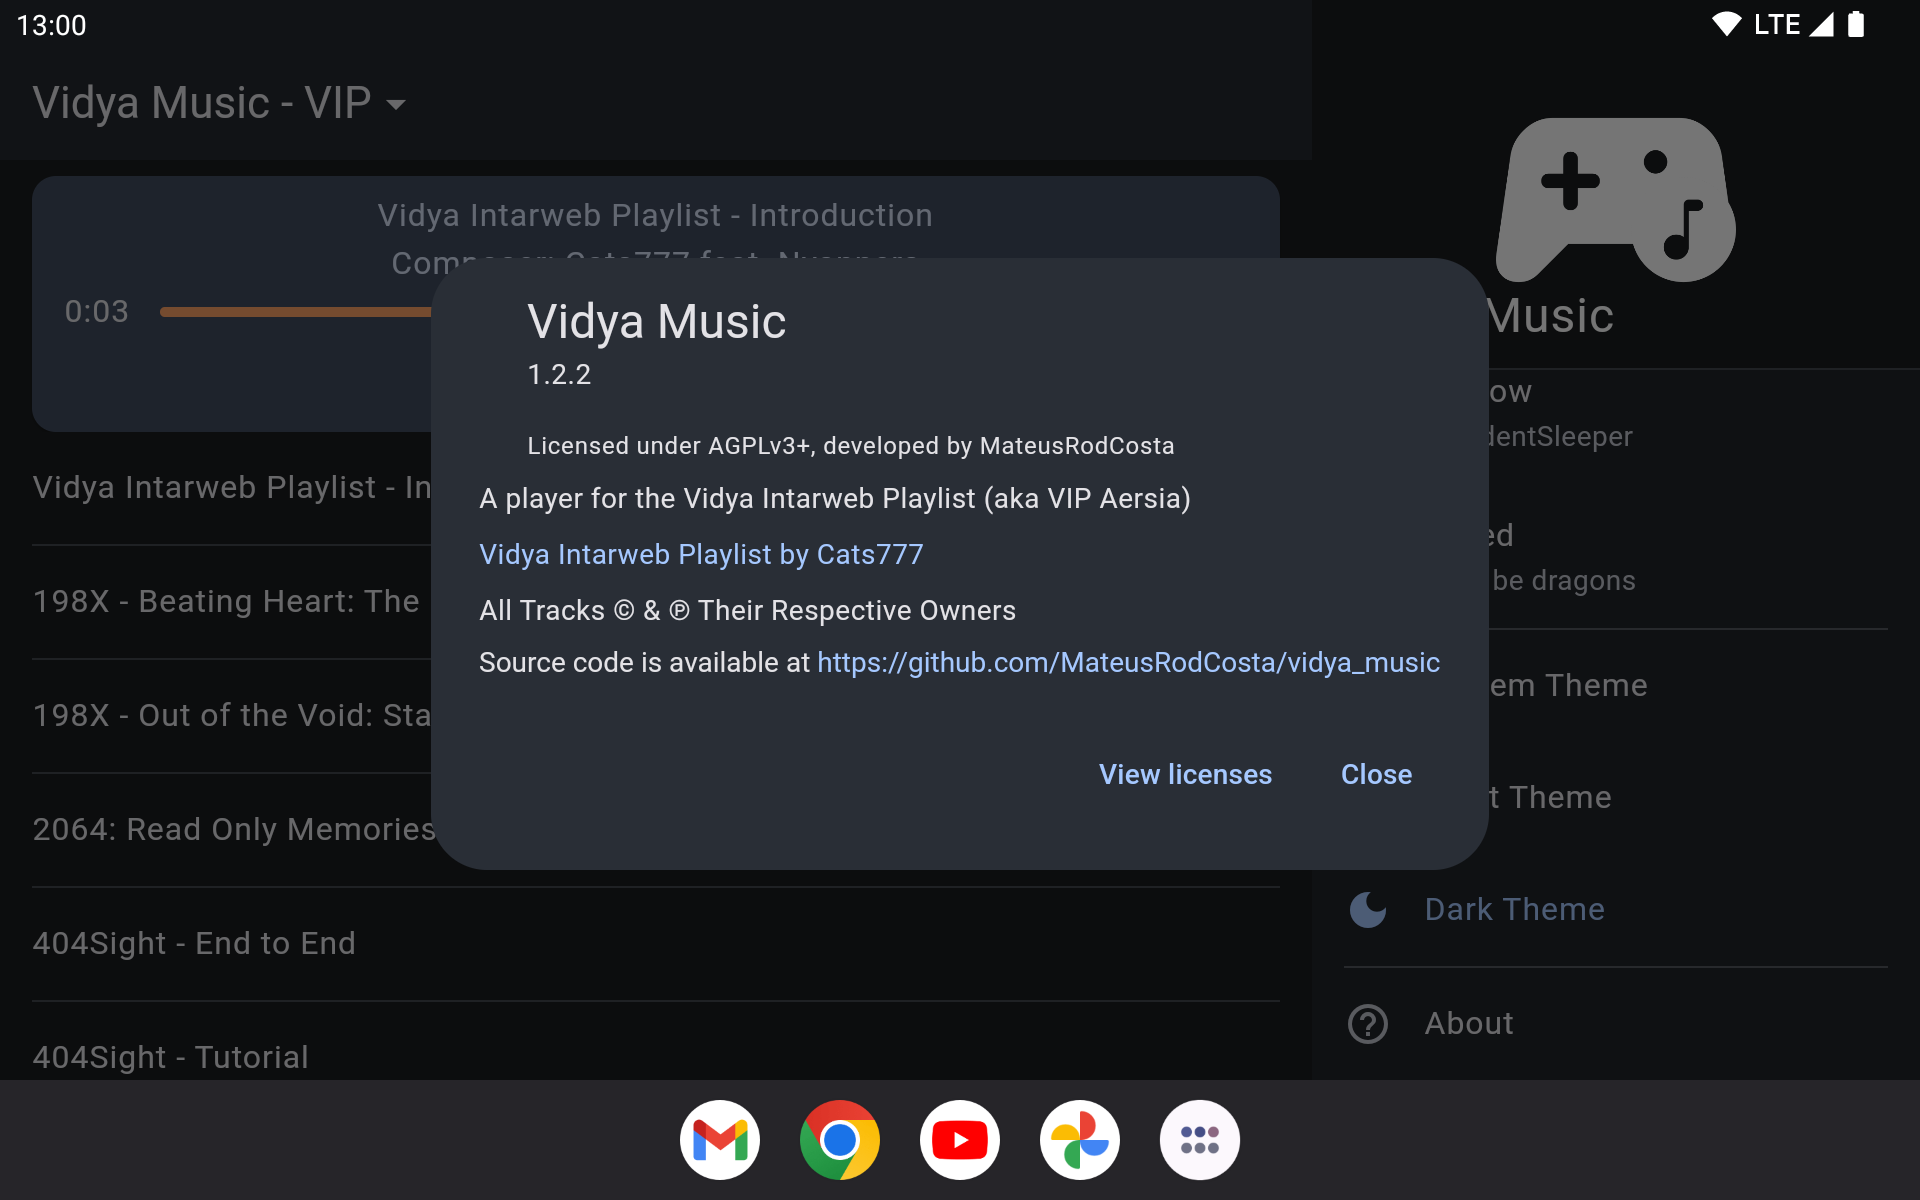 13:00
LTE
Vidya Music - VIP
Vidya Intarweb Playlist - Introduction
0:03
Music
Vidya Music
1.2.2
Licensed under AGPLv3+, developed by MateusRodCosta
A player for the Vidya Intarweb Playlist (aka VIP Aersia)
Vidya Intarweb Playlist by Cats777
All Tracks © & ℗ Their Respective Owners
Source code is available at https://github.com/MateusRodCosta/vidya_music
View licenses
Close
Vidya Intarweb Playlist - In
198X - Beating Heart: The
198X - Out of the Void: Sta
2064: Read Only Memories
404Sight - End to End
404Sight - Tutorial
ow
dentSleeper
ed
be dragons
em Theme
t Theme
Dark Theme
About